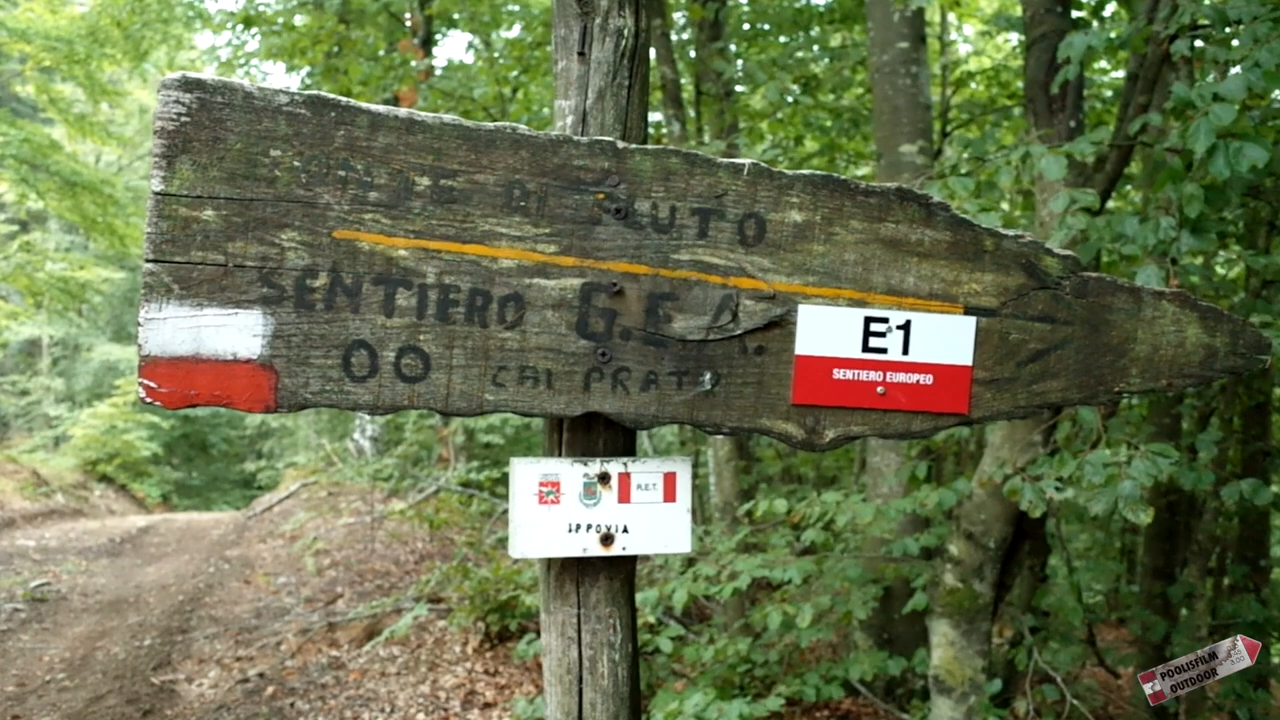 DI
SENTIERO G.E.A.
00 CAI PRATO
E1
SENTIERO EUROPEO
R.E.T.
IPPOVIA
POOLISFILM
OUTDOOR